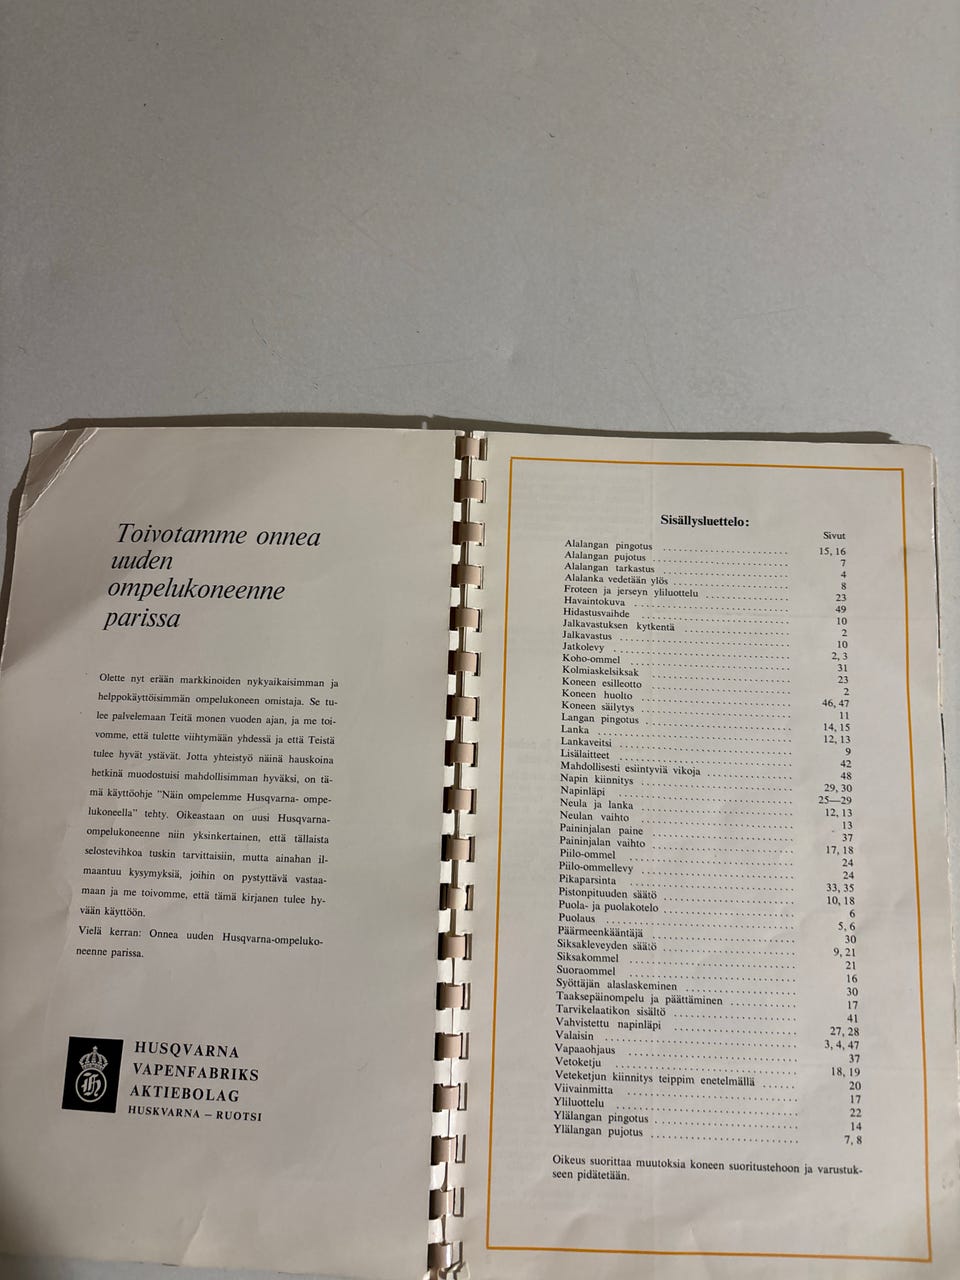 Toivotamme onnea
uuden
ompelukoneenne
parissa
Olette nyt erään markkinoiden nykyaikaisimman ja
helppokäyttöisimmän ompelukoneen omistaja. Se tu-
lee palvelemaan Teitä monen vuoden ajan, ja me toi-
vomme, että tulette viihtymään yhdessä ja että Teistä
tulee hyvät ystävät. Jotta yhteistyö näinä hauskoina
hetkinä muodostuisi mahdollisimman hyväksi, on tä-
mä käyttöohje "Näin ompelemme Husqvarna- ompe-
lukoneella" tehty. Oikeastaan on uusi Husqvarna-
ompelukoneenne niin yksinkertainen, että tällaista
selostevihkoa tuskin tarvittaisiin, mutta ainahan il-
maantuu kysymyksiä, joihin on pystyttävä vastaa-
maan ja me toivomme, että tämä kirjanen tulee hy-
vään käyttöön.
Vielä kerran: Onnea uuden Husqvarna-ompeluko-
neenne parissa.
H
HUSQVARNA
VAPENFABRIKS
AKTIEBOLAG
HUSKVARNA – RUOTSI
Sisällysluettelo:
Sivut
Alalangan pingotus 15, 16
Alalangan pujotus 7
Alalangan tarkastus 4
Alalanka vedetään ylös 8
Froteen ja jerseyn yliluottelu 23
Havaintokuva 49
Hidastusvaihde 10
Jalkavastuksen kytkentä 2
Jalkavastus 10
Jatkolevy 2, 3
Koho-ommel 31
Kolmiaskelsiksak 23
Koneen esilleotto 2
Koneen huolto 46, 47
Koneen säilytys 11
Langan pingotus 14, 15
Lanka 12, 13
Lankaveitsi 9
Lisälaitteet 42
Mahdollisesti esiintyviä vikoja 48
Napin kiinnitys 29, 30
Napinläpi 25—29
Neula ja lanka 12, 13
Neulan vaihto 13
Paininjalan paine 37
Paininjalan vaihto 17, 18
Piilo-ommel 24
Piilo-ommellevy 24
Pikaparsinta 33, 35
Pistonpituuden säätö 10, 18
Puola- ja puolakotelo 6
Puolaus 5, 6
Päärmeenkääntäjä 30
Siksakleveyden säätö 9, 21
Siksakommel 21
Suoraommel 16
Syöttäjän alaslaskeminen 30
Taaksepäinompelu ja päättäminen 17
Tarvikelaatikon sisältö 41
Vahvistettu napinläpi 27, 28
Valaisin 3, 4, 47
Vapaaohjaus 37
Vetoketju 18, 19
Veteketjun kiinnitys teippim enetelmällä 20
Viivainmitta 17
Yliluottelu 22
Ylälangan pingotus 14
Ylälangan pujotus 7, 8
Oikeus suorittaa muutoksia koneen suoritustehoon ja varustuk-
seen pidätetään.